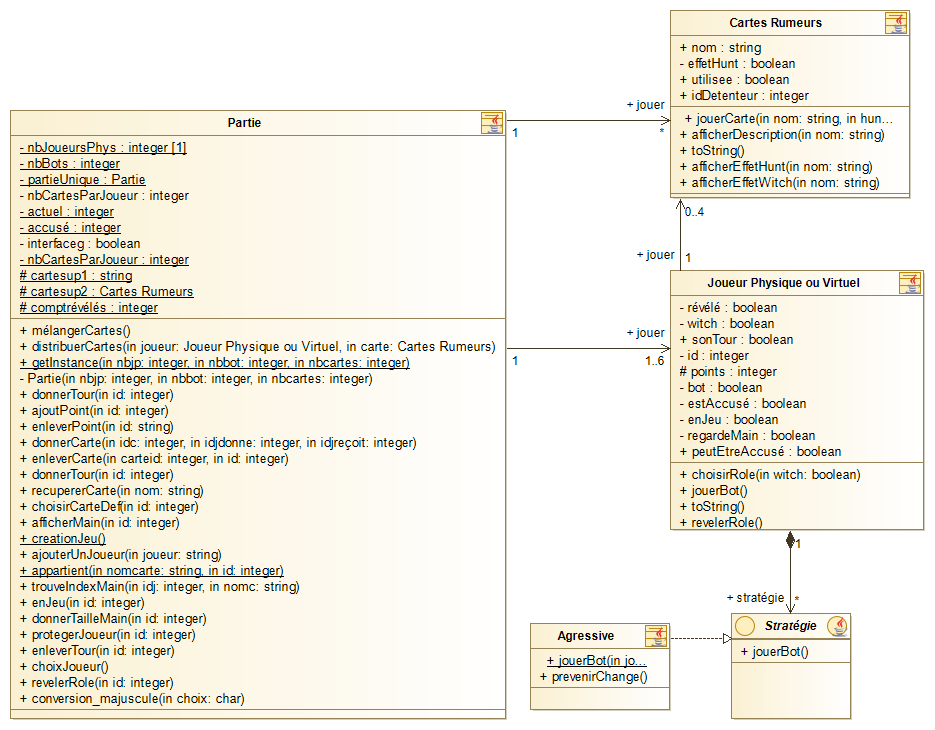 Partie
- nbJoueursPhys : integer [1]
- nbBots : integer
- partieUnique : Partie
- nbCartesParJoueur : integer
- actuel : integer
- accusé : integer
- interfaceg : boolean
- nbCartesParJoueur : integer
# cartesup1 : string
# cartesup2 : Cartes Rumeurs
# comptrévélés : integer
+ mélangerCartes()
+ distribuerCartes(in joueur: Joueur Physique ou Virtuel, in carte: Cartes Rumeurs)
+ getInstance(in nbjp: integer, in nbbot: integer, in nbcartes: integer)
- Partie(in nbjp: integer, in nbbot: integer, in nbcartes: integer)
+ donnerTour(in id: integer)
+ ajoutPoint(in id: integer)
+ enleverPoint(in id: string)
+ donnerCarte(in idc: integer, in idjdonne: integer, in idjreçoit: integer)
+ enleverCarte(in carteid: integer, in id: integer)
+ donnerTour(in id: integer)
+ recupererCarte(in nom: string)
+ choisirCarteDef(in id: integer)
+ afficherMain(in id: integer)
+ creationJeu()
+ ajouterUnJoueur(in joueur: string)
+ appartient(in nomcarte: string, in id: integer)
+ trouveIndexMain(in idj: integer, in nomc: string)
+ enJeu(in id: integer)
+ donnerTailleMain(in id: integer)
+ protegerJoueur(in id: integer)
+ enleverTour(in id: integer)
+ choixJoueur()
+ revelerRole(in id: integer)
+ conversion_majuscule(in choix: char)
+ jouer
1
*
Cartes Rumeurs
+ nom : string
- effetHunt : boolean
+ utilisee : boolean
+ idDetenteur : integer
+ jouerCarte(in nom: string, in hun...
+ afficherDescription(in nom: string)
+ toString()
+ afficherEffetHunt(in nom: string)
+ afficherEffetWitch(in nom: string)
0..4
+ jouer
1
+ jouer
1
1..6
Joueur Physique ou Virtuel
- révélé : boolean
- witch : boolean
+ sonTour : boolean
- id : integer
# points : integer
- bot : boolean
- estAccusé : boolean
- enJeu : boolean
- regardeMain : boolean
+ peutEtreAccusé : boolean
+ choisirRole(in witch: boolean)
+ jouerBot()
+ toString()
+ revelerRole()
1
+ stratégie
*
Agressive
+ jouerBot(in jo...
+ prevenirChange()
Stratégie
+ jouerBot()